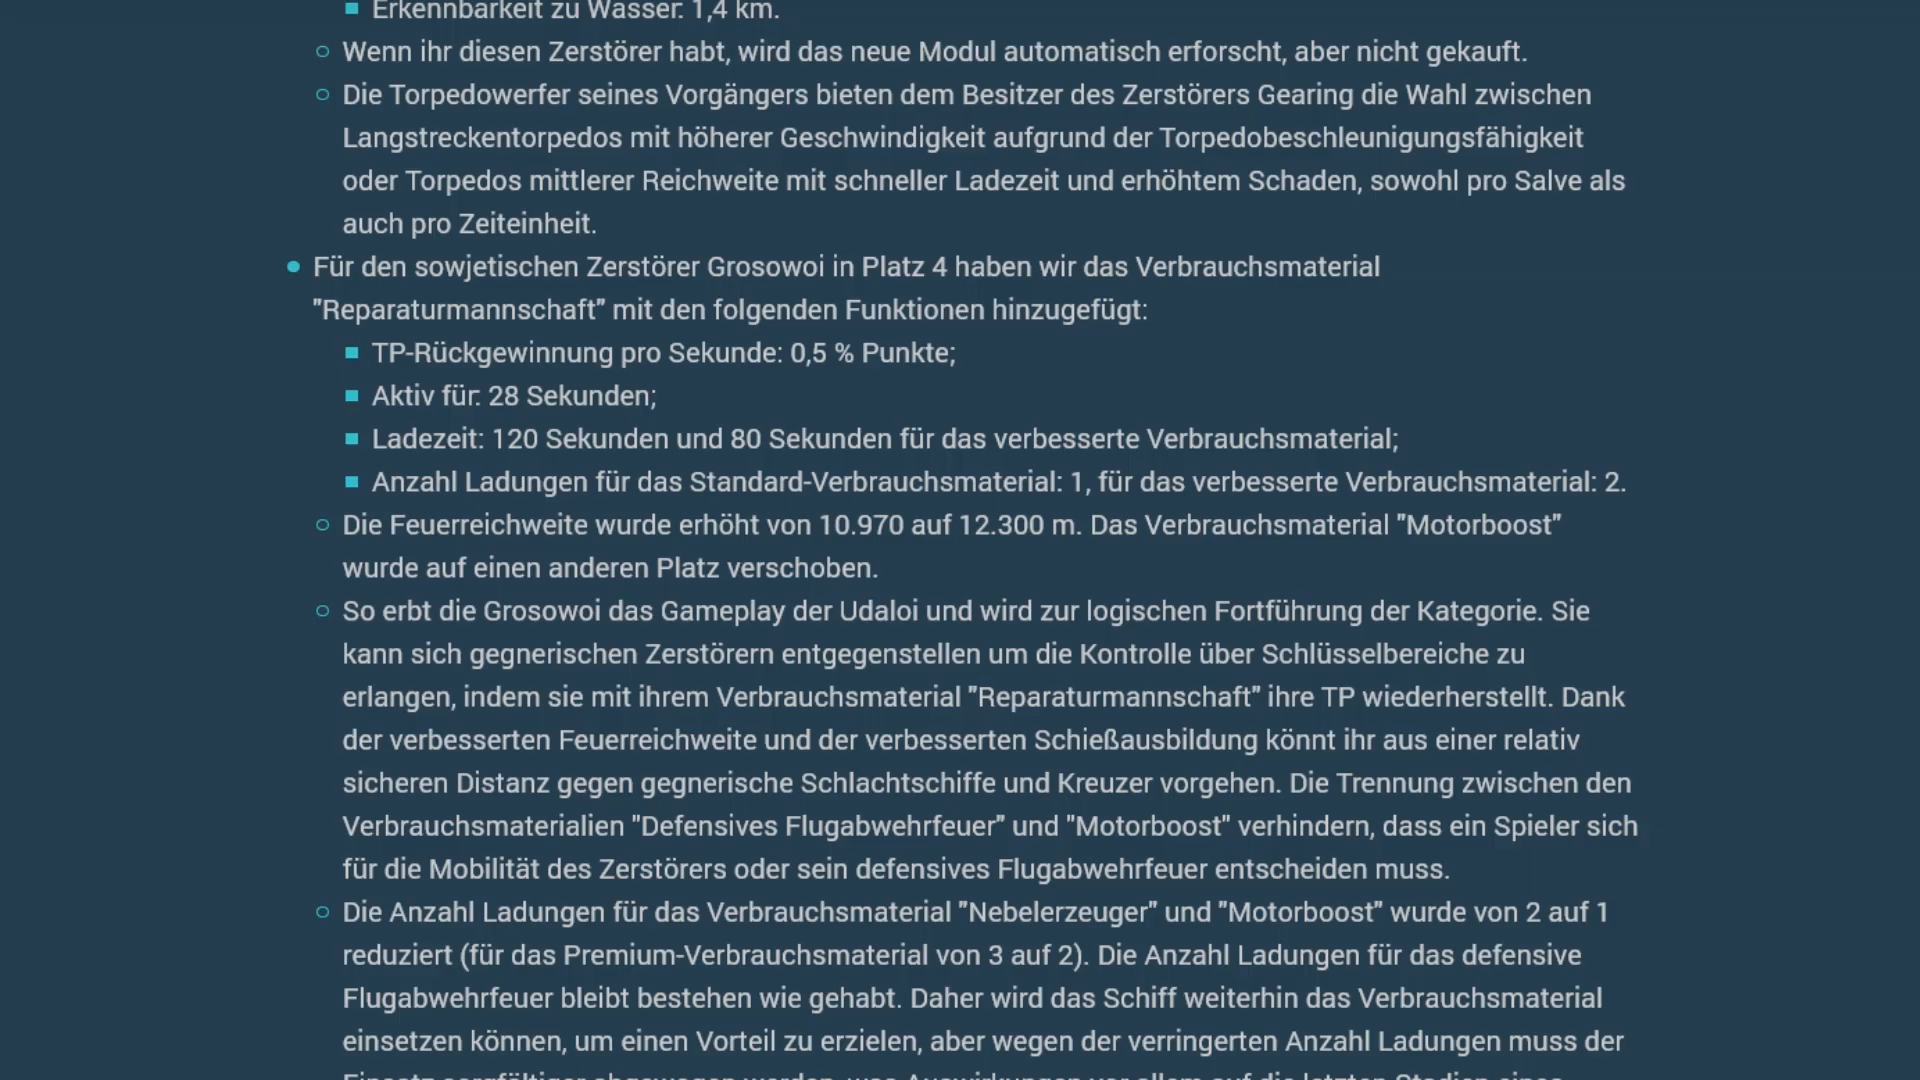 Erkennbarkeit zu Wasser: 1,4 km.
Wenn ihr diesen Zerstörer habt, wird das neue Modul automatisch erforscht, aber nicht gekauft.
Die Torpedowerfer seines Vorgängers bieten dem Besitzer des Zerstörers Gearing die Wahl zwischen
Langstreckentorpedos mit höherer Geschwindigkeit aufgrund der Torpedobeschleunigungsfähigkeit
oder Torpedos mittlerer Reichweite mit schneller Ladezeit und erhöhtem Schaden, sowohl pro Salve als
auch pro Zeiteinheit.
Für den sowjetischen Zerstörer Grosowoi in Platz 4 haben wir das Verbrauchsmaterial
"Reparaturmannschaft" mit den folgenden Funktionen hinzugefügt:
TP-Rückgewinnung pro Sekunde: 0,5 % Punkte;
Aktiv für: 28 Sekunden;
Ladezeit: 120 Sekunden und 80 Sekunden für das verbesserte Verbrauchsmaterial;
Anzahl Ladungen für das Standard-Verbrauchsmaterial: 1, für das verbesserte Verbrauchsmaterial: 2.
Die Feuerreichweite wurde erhöht von 10.970 auf 12.300 m. Das Verbrauchsmaterial "Motorboost"
wurde auf einen anderen Platz verschoben.
So erbt die Grosowoi das Gameplay der Udaloi und wird zur logischen Fortführung der Kategorie. Sie
kann sich gegnerischen Zerstörern entgegenstellen um die Kontrolle über Schlüsselbereiche zu
erlangen, indem sie mit ihrem Verbrauchsmaterial "Reparaturmannschaft" ihre TP wiederherstellt. Dank
der verbesserten Feuerreichweite und der verbesserten Schießausbildung könnt ihr aus einer relativ
sicheren Distanz gegen gegnerische Schlachtschiffe und Kreuzer vorgehen. Die Trennung zwischen den
Verbrauchsmaterialien "Defensives Flugabwehrfeuer" und "Motorboost" verhindern, dass ein Spieler sich
für die Mobilität des Zerstörers oder sein defensives Flugabwehrfeuer entscheiden muss.
Die Anzahl Ladungen für das Verbrauchsmaterial "Nebelerzeuger" und "Motorboost" wurde von 2 auf 1
reduziert (für das Premium-Verbrauchsmaterial von 3 auf 2). Die Anzahl Ladungen für das defensive
Flugabwehrfeuer bleibt bestehen wie gehabt. Daher wird das Schiff weiterhin das Verbrauchsmaterial
einsetzen können, um einen Vorteil zu erzielen, aber wegen der verringerten Anzahl Ladungen muss der